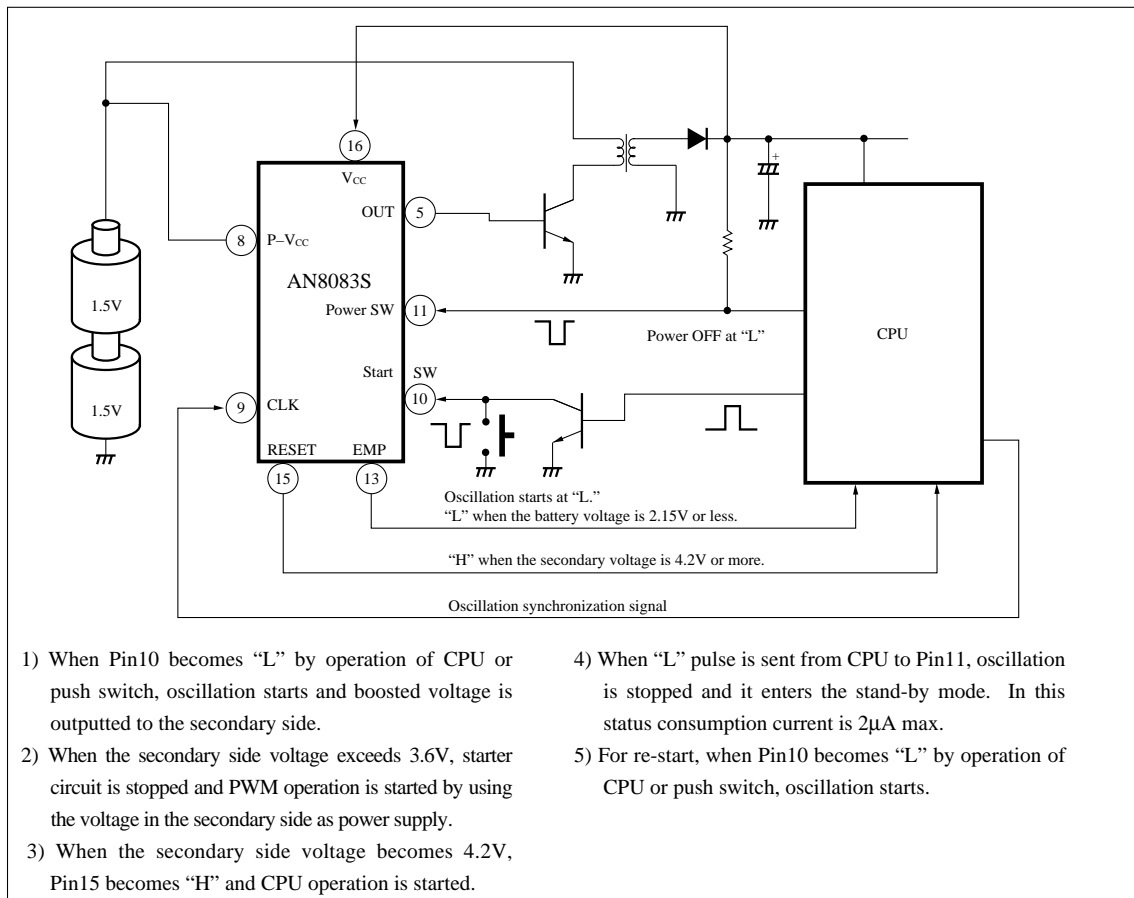 16
VCC
OUT
5
8
P–VCC
AN8083S
1.5V
Power SW
11
Power OFF at “L”
CPU
Start
SW
10
9
CLK
1.5V
RESET
EMP
15
13
Oscillation starts at “L.”
“L” when the battery voltage is 2.15V or less.
“H” when the secondary voltage is 4.2V or more.
Oscillation synchronization signal
1) When Pin10 becomes “L” by operation of CPU or
push switch, oscillation starts and boosted voltage is
outputted to the secondary side.
2) When the secondary side voltage exceeds 3.6V, starter
circuit is stopped and PWM operation is started by using
the voltage in the secondary side as power supply.
3) When the secondary side voltage becomes 4.2V,
Pin15 becomes “H” and CPU operation is started.
4) When “L” pulse is sent from CPU to Pin11, oscillation
is stopped and it enters the stand-by mode. In this
status consumption current is 2µA max.
5) For re-start, when Pin10 becomes “L” by operation of
CPU or push switch, oscillation starts.